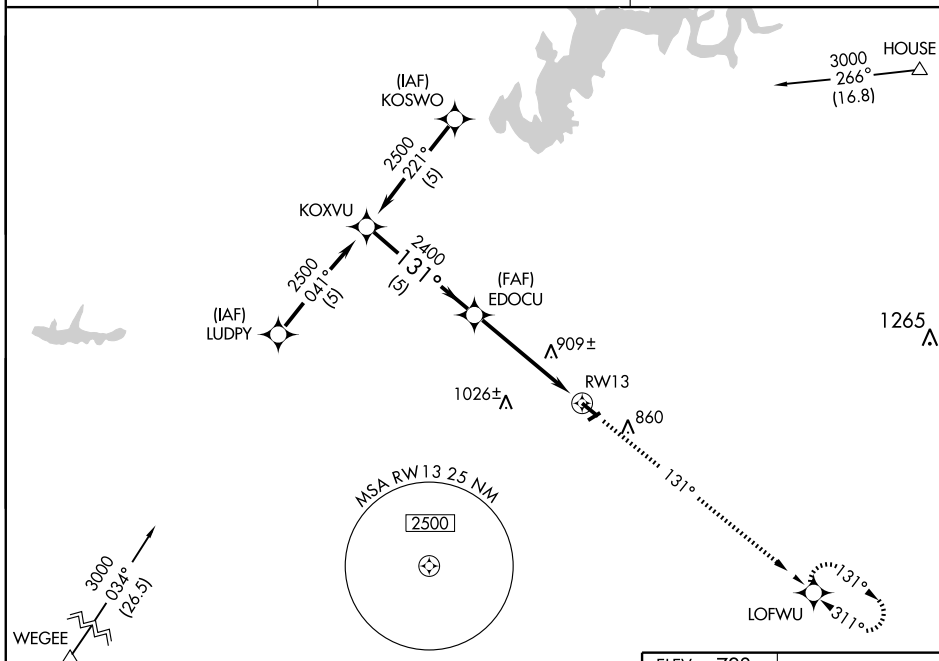 HOUSE
3000
266°
(16.8)
(IAF)
KOSWO
2500
221°
(5)
KOXVU
2400
131°
(5)
(FAF)
EDOCU
2500
041°
(5)
(IAF)
LUDPY
909±
1265
RW13
1026±
860
131°
MSA RW13 25 NM
2500
3000
034°
(26.5)
WEGEE
131°
311°
LOFWU